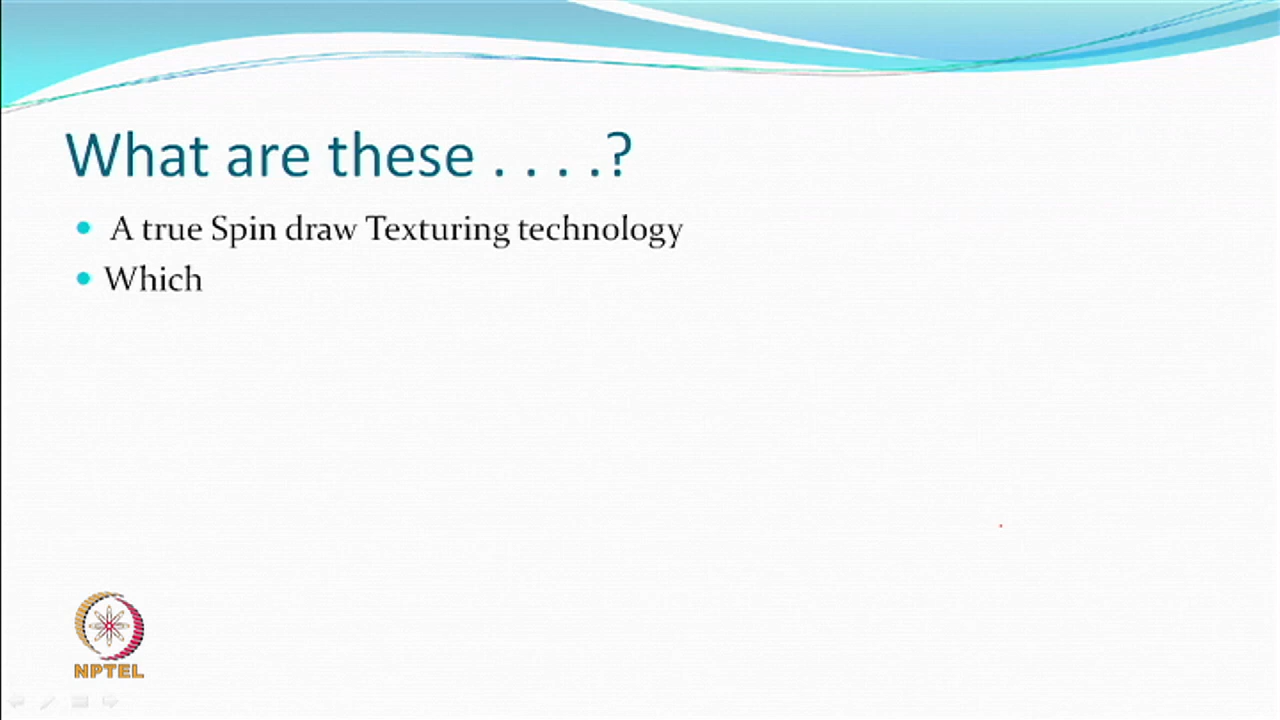 What are these . . . .?
A true Spin draw Texturing technology
Which
NPTEL